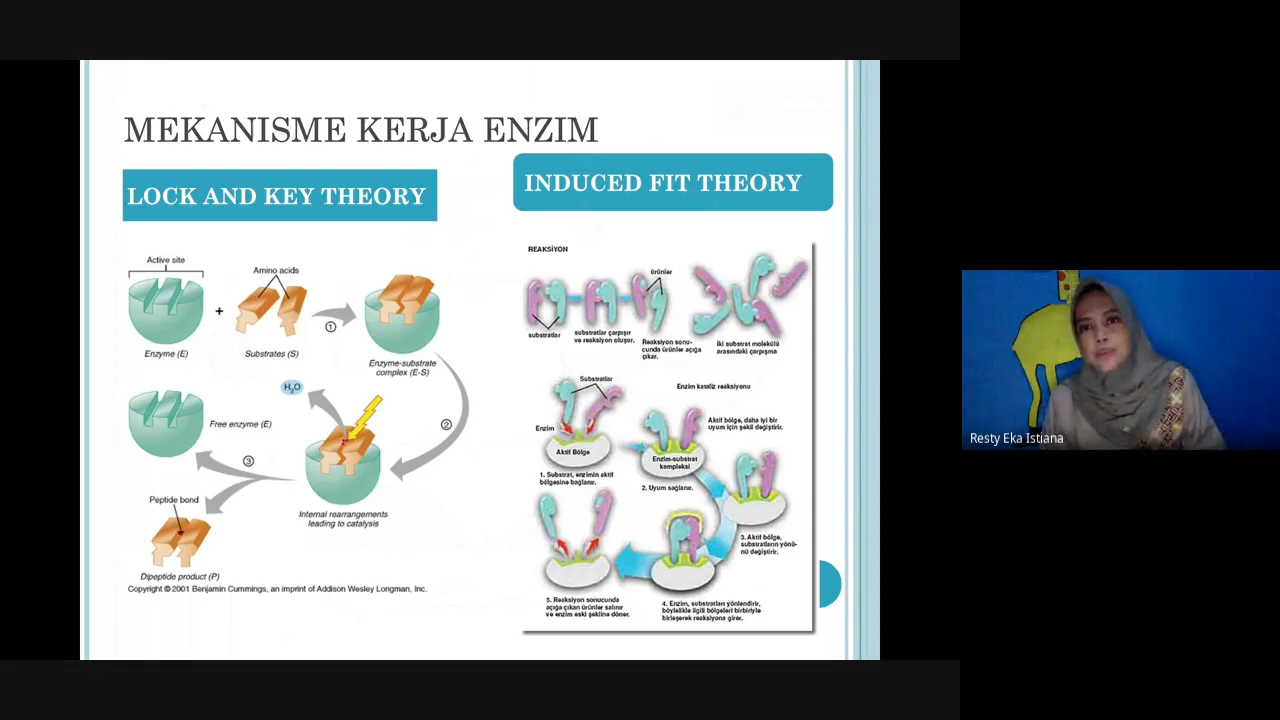 MEKANISME KERJA ENZIM
LOCK AND KEY THEORY
INDUCED FIT THEORY
Active site
Amino acids
+
1
Enzyme (E)
Substrates (S)
Enzyme-substrate
complex (E-S)
H₂O
Free enzyme (E)
2
3
Peptide bond
Internal rearrangements
leading to catalysis
Dipeptide product (P)
Copyright © 2001 Benjamin Cummings, an imprint of Addison Wesley Longman, Inc.
REAKSİYON
ürünler
substratlar
substratlar çarpışır
ve reaksiyon oluşur.
Reaksiyon sonu-
cunda ürünler açığa
çıkar.
İki substrat molekülü
arasındaki çarpışma
Substratlar
Enzim kataliz reaksiyonu
Enzim
Aktif Bölge
Aktif bölge, daha iyi bir
uyum için şekil değiştirir.
Enzim-substrat
kompleksi
1. Substrat, enzimin aktif
bölgesine bağlanır.
2. Uyum sağlanır.
3. Aktif bölge,
substratların yönü-
nü değiştirir.
5. Reaksiyon sonucunda
açığa çıkan ürünler salınır
ve enzim eski şekline döner.
4. Enzim, substratları yönlendirir,
böylelikle ilgili bölgeleri birbiriyle
birleşerek reaksiyona girer.
Resty Eka Istiana